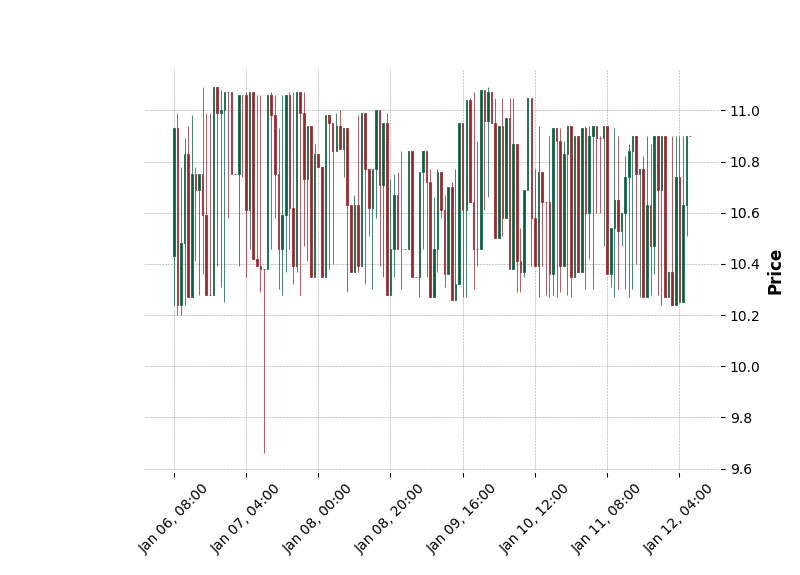 11.0
10.8
10.6
10.4
10.2
10.0
9.8
9.6
Price
Jan 06, 08:00
Jan 07, 04:00
Jan 08, 00:00
Jan 08, 20:00
Jan 09, 16:00
Jan 10, 12:00
Jan 11, 08:00
Jan 12, 04:00